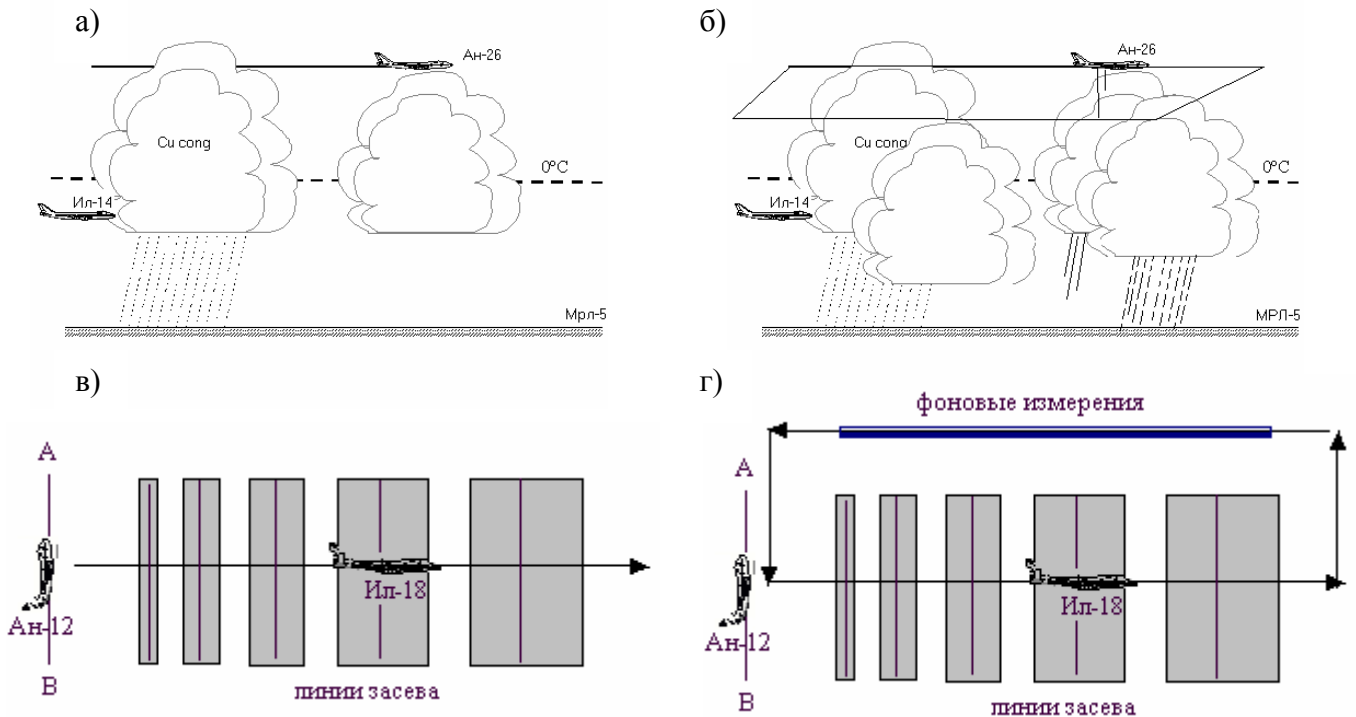 а)
Ан-26
Cu cong
0°C
Ил-14
Мрл-5
б)
Ан-26
Cu cong
0°C
Ил-14
МРЛ-5
в)
А
Ил-18
Ан-12
В
линии засева
г)
фоновые измерения
А
Ил-18
Ан-12
В
линии засева